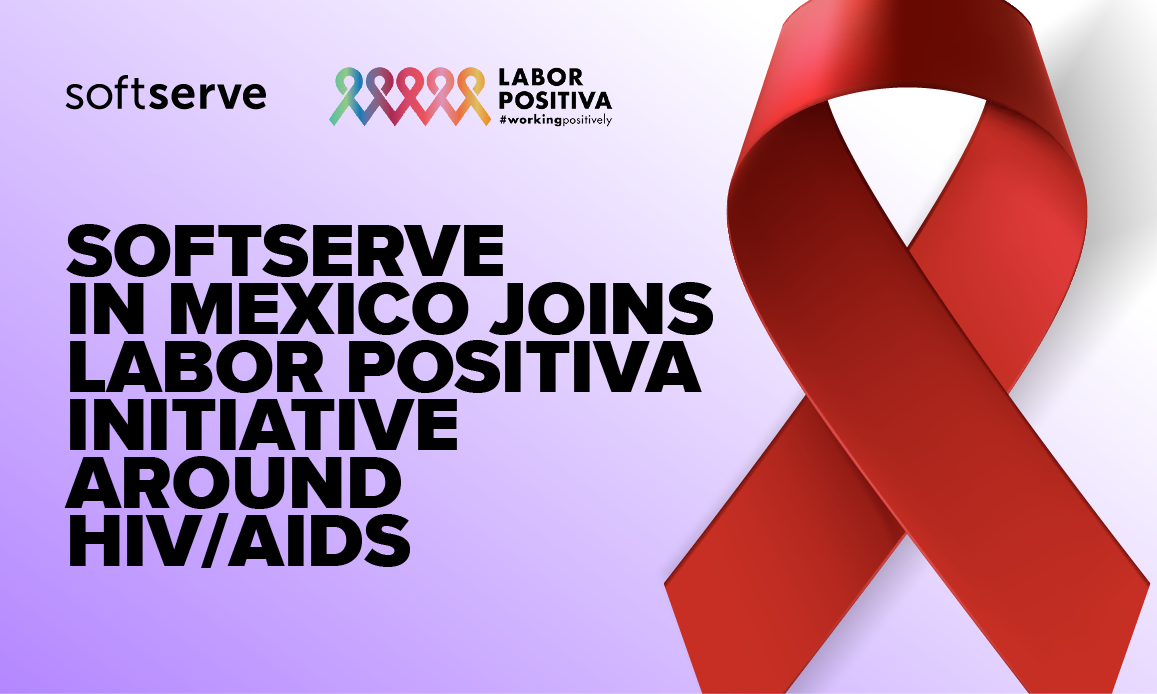 softserve
LABOR
POSITIVA
#workingpositively
SOFTSERVE
IN MEXICO JOINS
LABOR POSITIVA
INITIATIVE
AROUND
HIV/AIDS